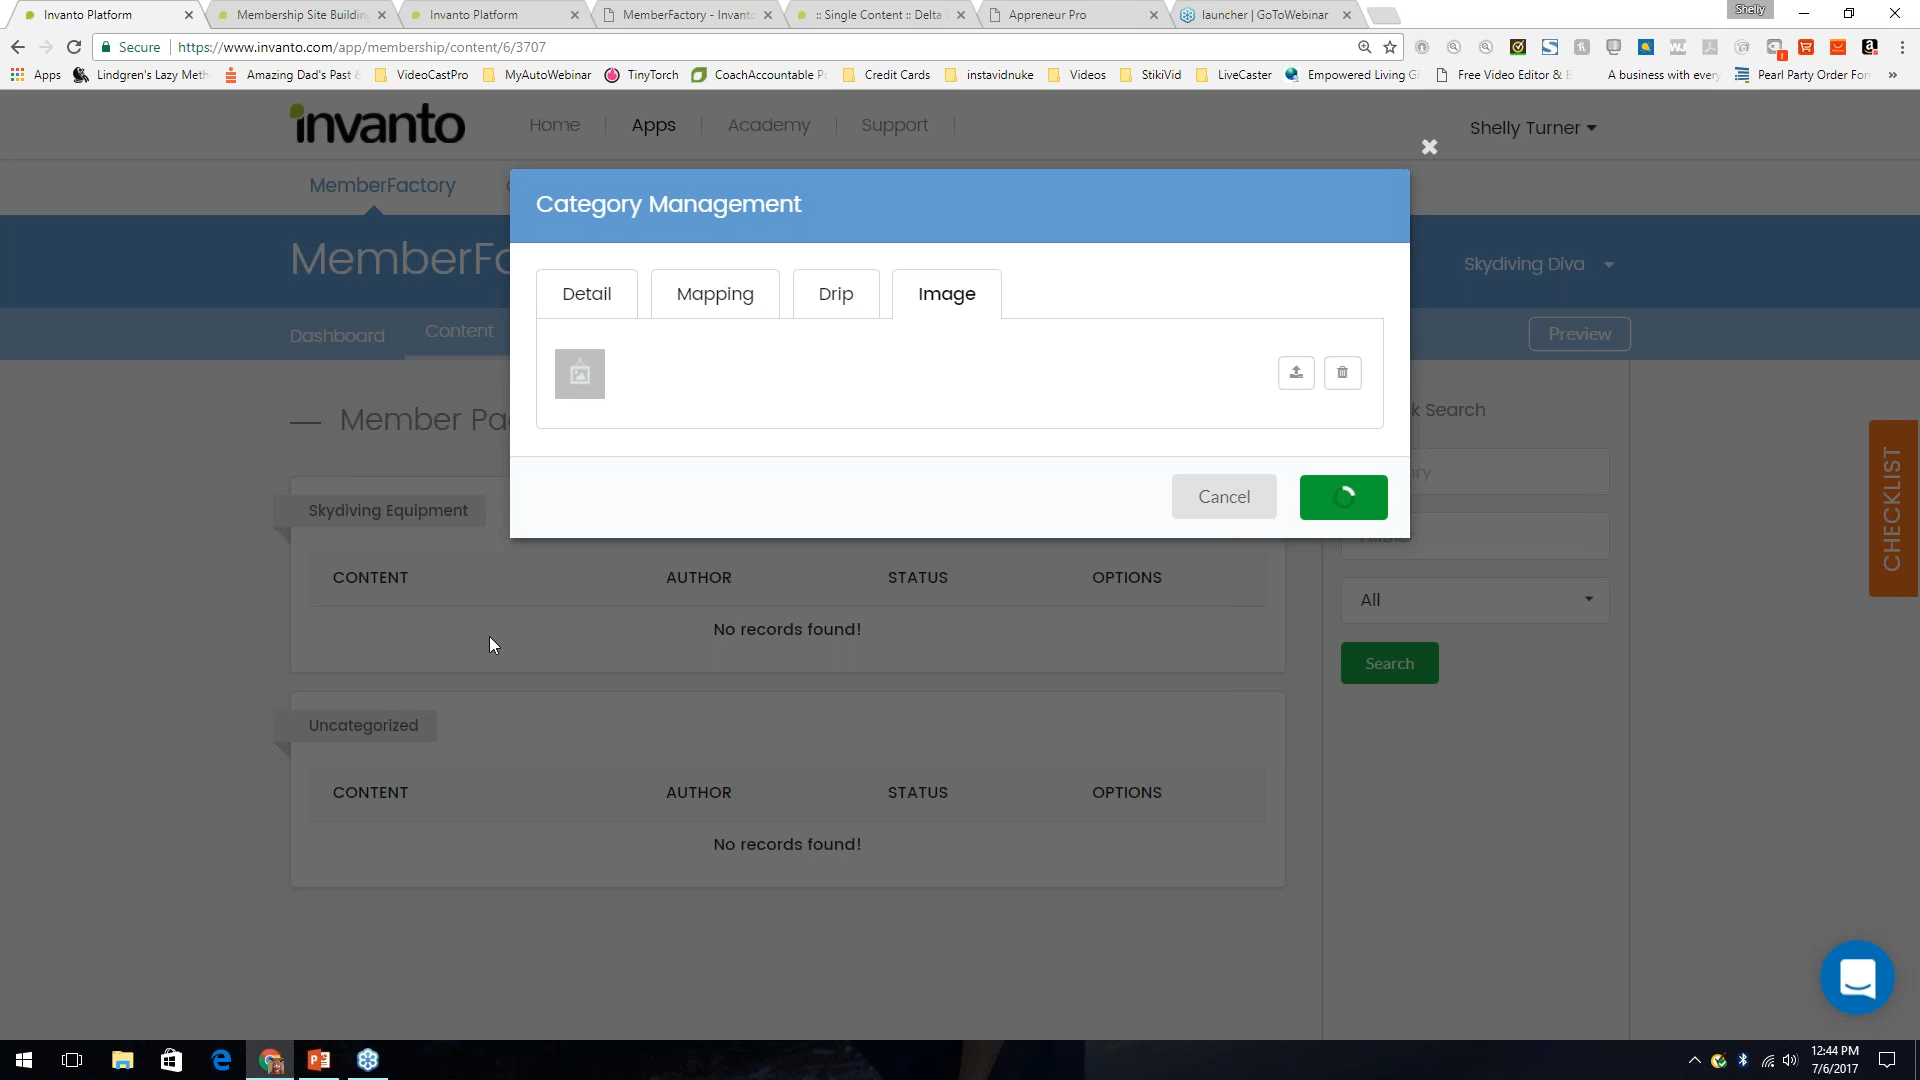 Invanto Platform
Membership Site Building
Invanto Platform
MemberFactory - Invanto
:: Single Content :: Delta
Appreneur Pro
launcher | GoToWebinar
Shelly
Secure
https://www.invanto.com/app/membership/content/6/3707
Apps
Lindgren's Lazy Meth
Amazing Dad's Past
VideoCastPro
MyAutoWebinar
TinyTorch
CoachAccountable P
Credit Cards
instavidnuke
Videos
StikiVid
LiveCaster
Empowered Living G
Free Video Editor &
A business with every
Pearl Party Order For
»
invanto
Home
Apps
Academy
Support
Shelly Turner
MemberFactory
Category Management
MemberFa
Skydiving Diva
Detail
Mapping
Drip
Image
Dashboard
Content
Preview
Member Pa
k Search
Cancel
ry
Skydiving Equipment
CONTENT
AUTHOR
STATUS
OPTIONS
No records found!
All
Search
Uncategorized
CONTENT
AUTHOR
STATUS
OPTIONS
No records found!
CHECKLIST
12:44 PM
7/6/2017